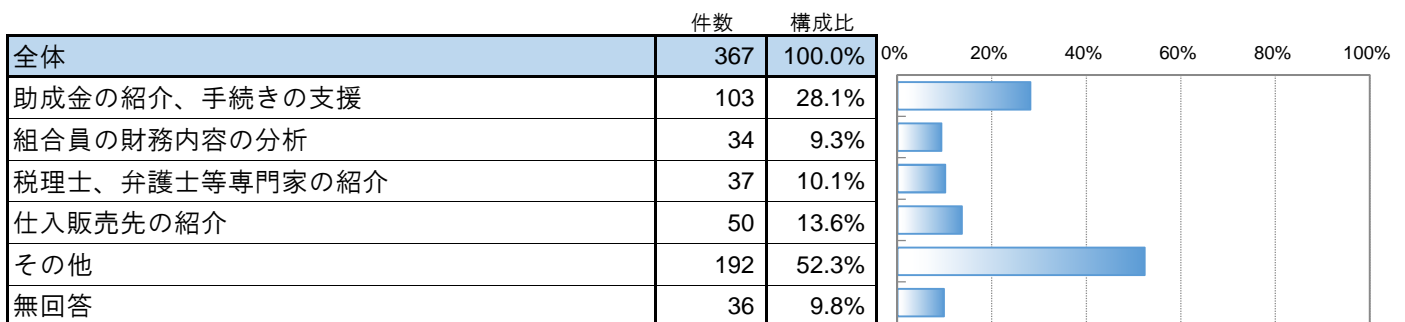 件数 構成比
全体 367 100.0% 0% 20% 40% 60% 80% 100%
助成金の紹介、手続きの支援 103 28.1%
組合員の財務内容の分析 34 9.3%
税理士、弁護士等専門家の紹介 37 10.1%
仕入販売先の紹介 50 13.6%
その他 192 52.3%
無回答 36 9.8%